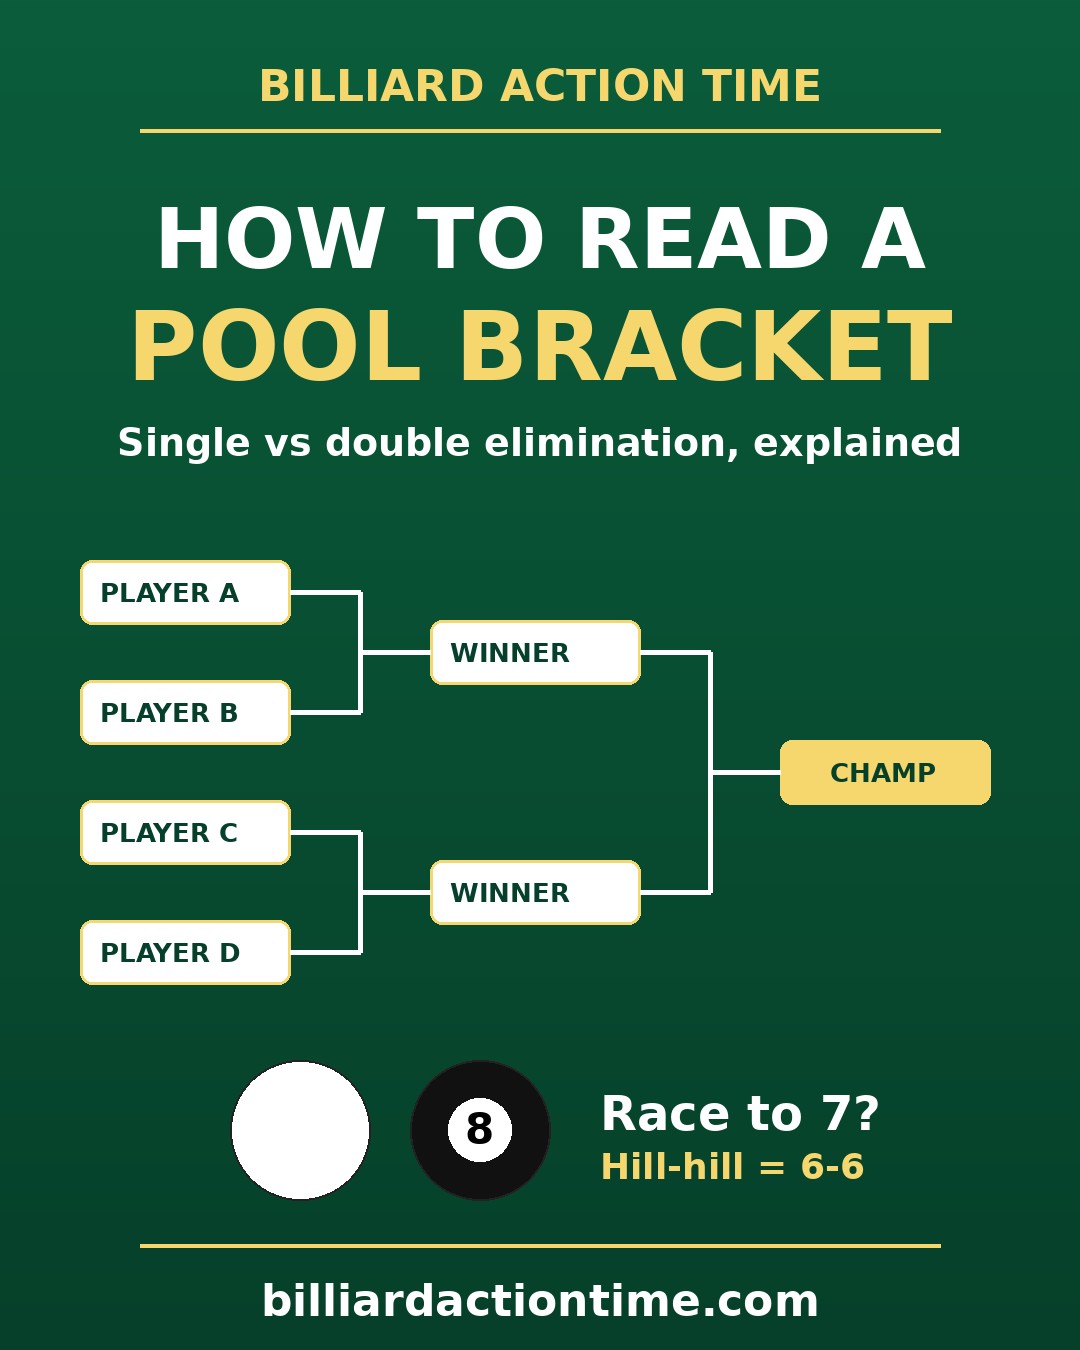 BILLIARD ACTION TIME
HOW TO READ A
POOL BRACKET
Single vs double elimination, explained
PLAYER A
PLAYER B
PLAYER C
PLAYER D
WINNER
WINNER
CHAMP
8
Race to 7?
Hill-hill = 6-6
billiardactiontime.com